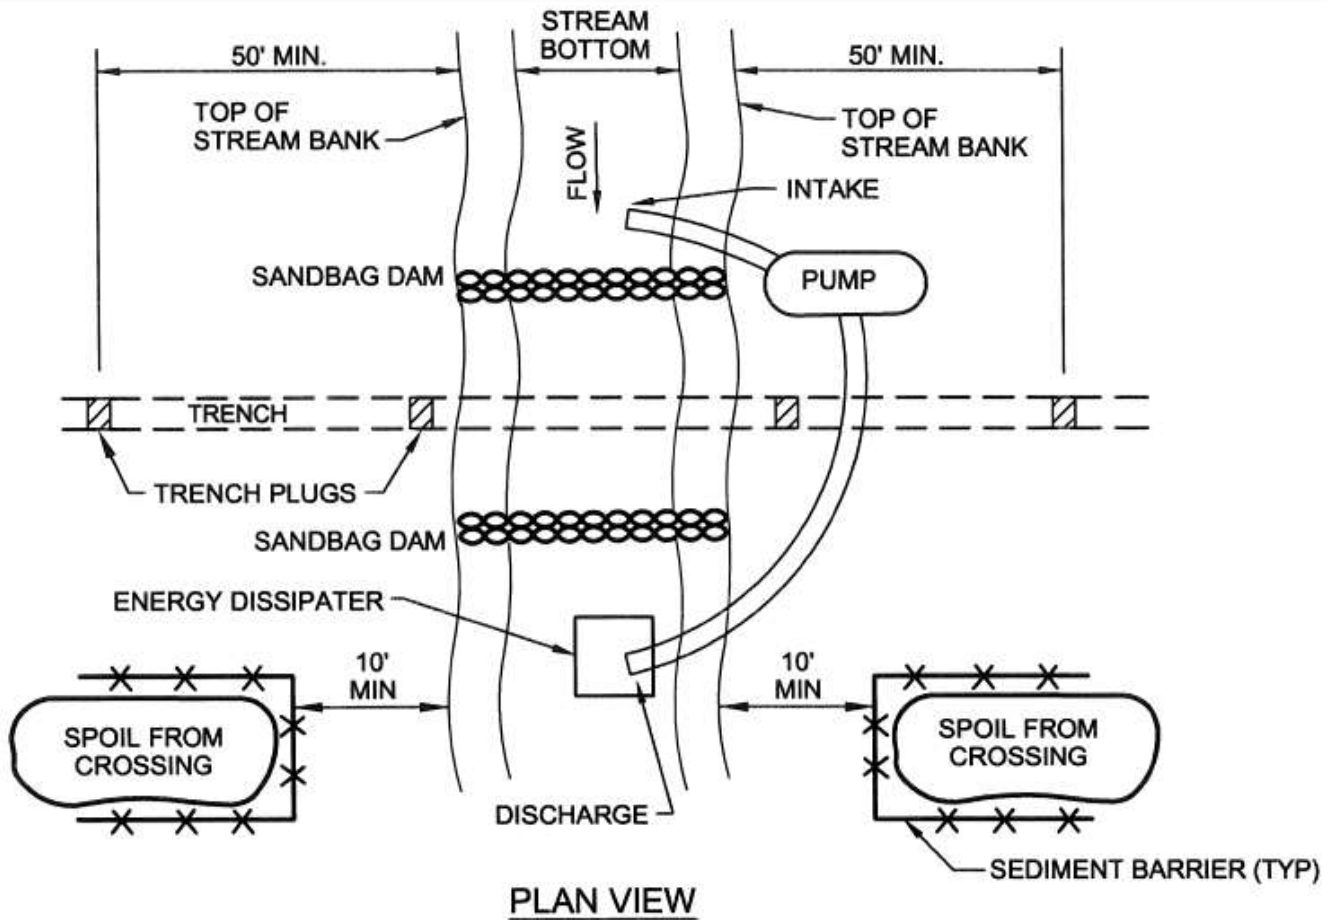 STREAM
BOTTOM
50' MIN.
50' MIN.
TOP OF
STREAM BANK
TOP OF
STREAM BANK
FLOW
INTAKE
SANDBAG DAM
PUMP
TRENCH
TRENCH PLUGS
SANDBAG DAM
ENERGY DISSIPATER
10'
MIN
10'
MIN
SPOIL FROM
CROSSING
SPOIL FROM
CROSSING
DISCHARGE
SEDIMENT BARRIER (TYP)
PLAN VIEW